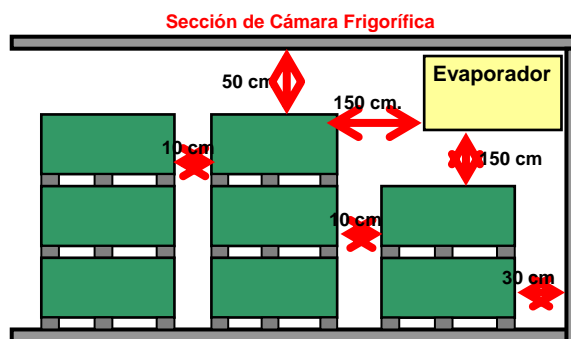 Sección de Cámara Frigorífica
Evaporador
50 cm
150 cm.
10 cm
150 cm
10 cm
30 cm